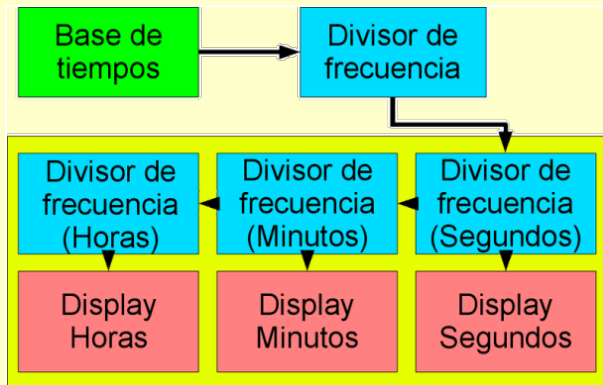 Base de
tiempos
Divisor de
frecuencia
Divisor de
frecuencia
(Horas)
Divisor de
frecuencia
(Minutos)
Divisor de
frecuencia
(Segundos)
Display
Horas
Display
Minutos
Display
Segundos